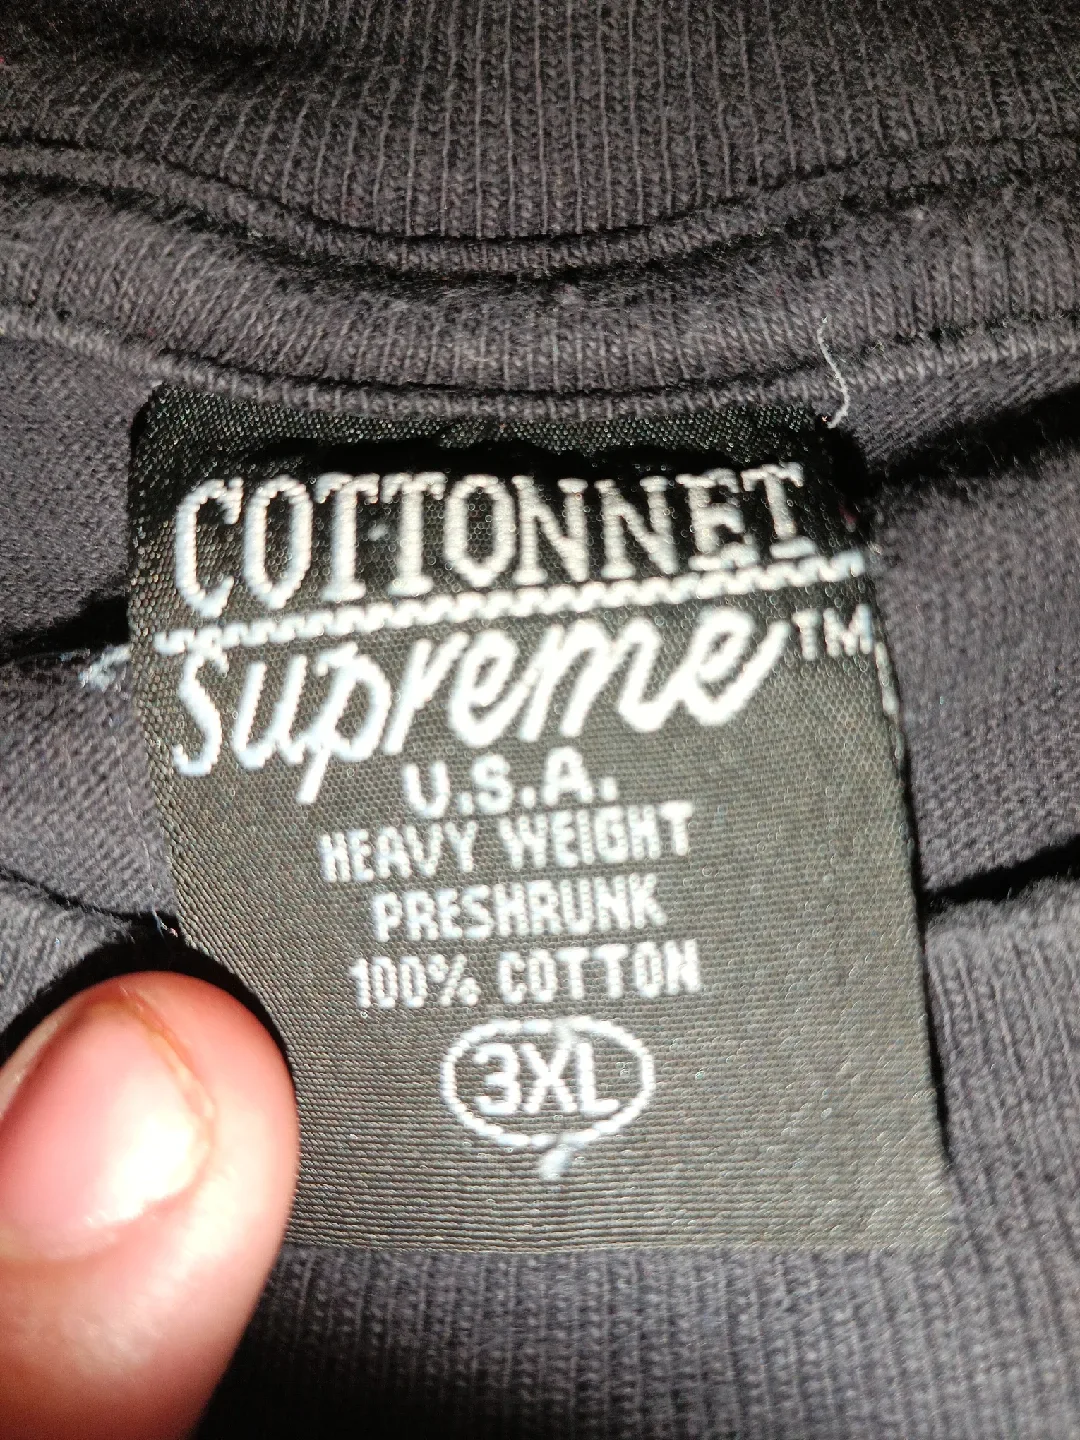 COTTONNET
Supreme™
U.S.A.
HEAVY WEIGHT
PRESHRUNK
100% COTTON
3XL